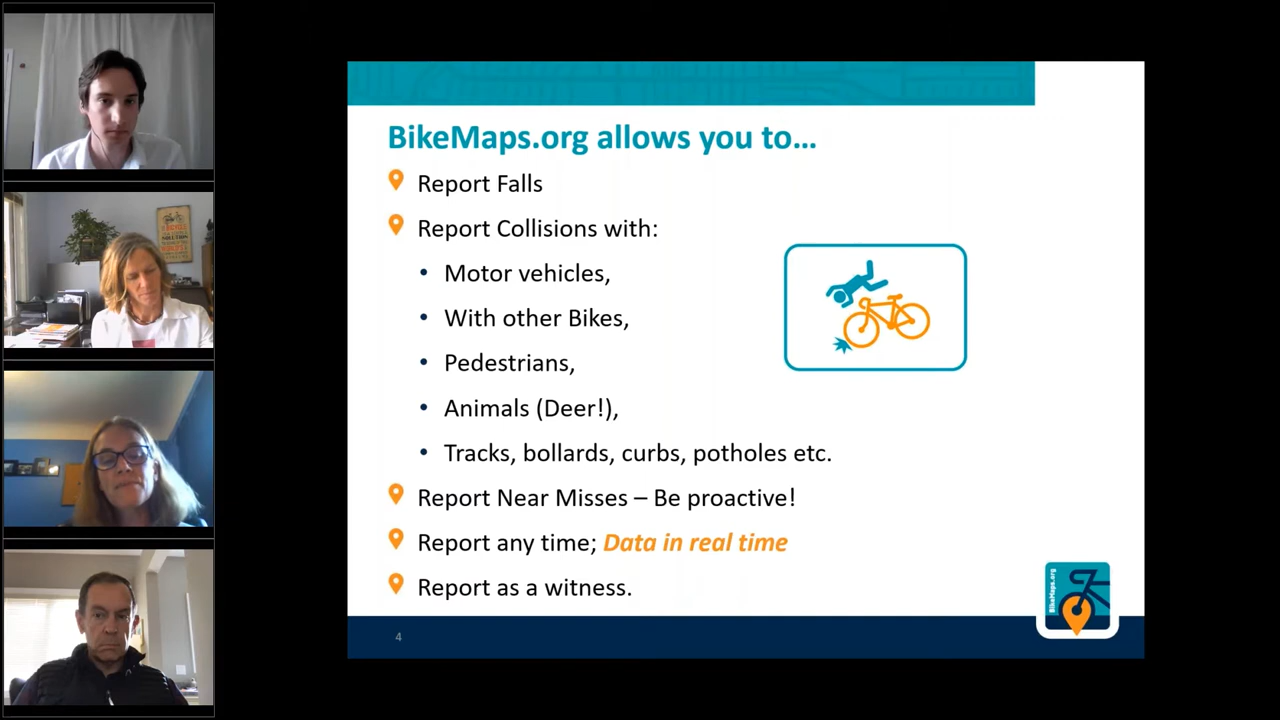 BikeMaps.org allows you to...
Report Falls
Report Collisions with:
• Motor vehicles,
• With other Bikes,
• Pedestrians,
• Animals (Deer!),
• Tracks, bollards, curbs, potholes etc.
Report Near Misses – Be proactive!
Report any time; Data in real time
Report as a witness.
BikeMaps.org
4